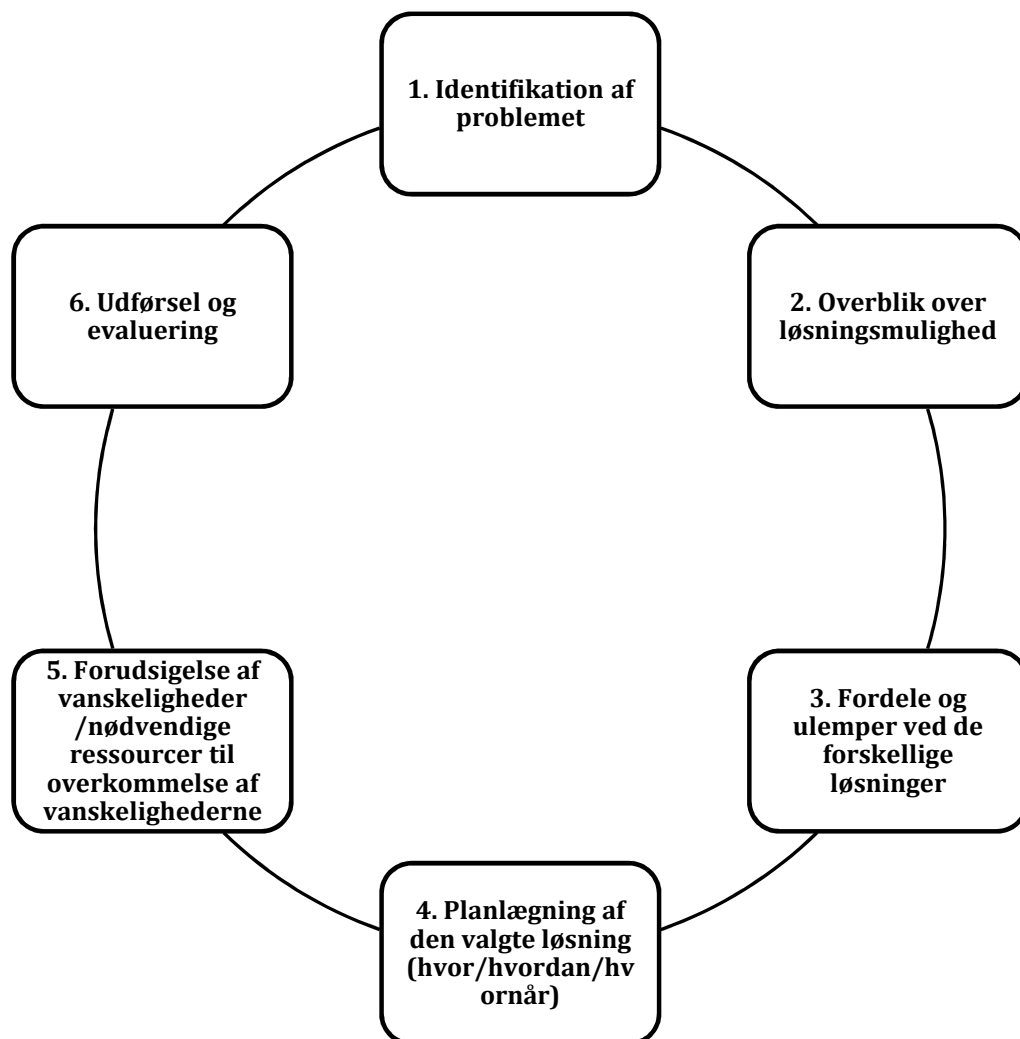 1. Identifikation af
problemet
2. Overblik over
løsningsmulighed
3. Fordele og
ulemper ved de
forskellige
løsninger
4. Planlægning af
den valgte løsning
(hvor/hvordan/hv
ornår)
5. Forudsigelse af
vanskeligheder
/nødvendige
ressourcer til
overkommelse af
vanskelighederne
6. Udførsel og
evaluering